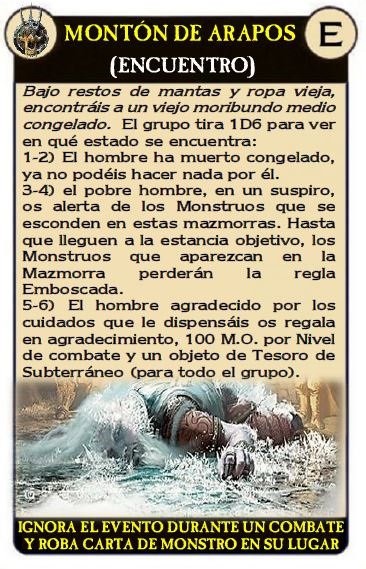 MONTÓN DE ARAPOS
(ENCUENTRO)
E
Bajo restos de mantas y ropa vieja,
encontráis a un viejo moribundo medio
congelado. El grupo tira 1D6 para ver
en qué estado se encuentra:
1-2) El hombre ha muerto congelado,
ya no podéis hacer nada por él.
3-4) el pobre hombre, en un suspiro,
os alerta de los Monstruos que se
esconden en estas mazmorras. Hasta
que lleguen a la estancia objetivo, los
Monstruos que aparezcan en la
Mazmorra perderán la regla
Emboscada.
5-6) El hombre agradecido por los
cuidados que le dispensáis os regala
en agradecimiento, 100 M.O. por Nivel
de combate y un objeto de Tesoro de
Subterráneo (para todo el grupo).
IGNORA EL EVENTO DURANTE UN COMBATE
Y ROBA CARTA DE MONSTRO EN SU LUGAR